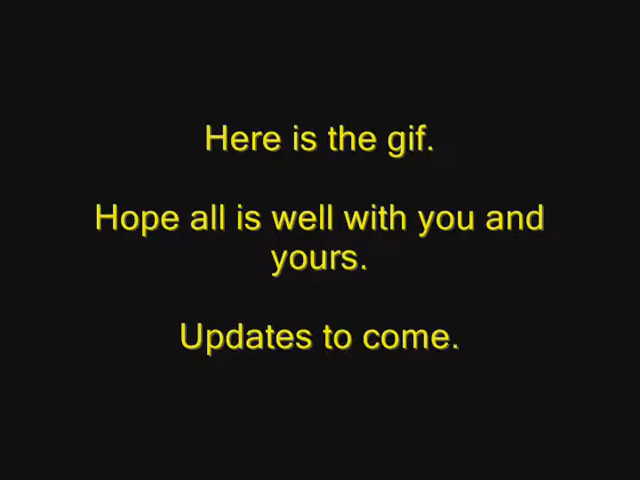 Here is the gif.
Hope all is well with you and
yours.
Updates to come.